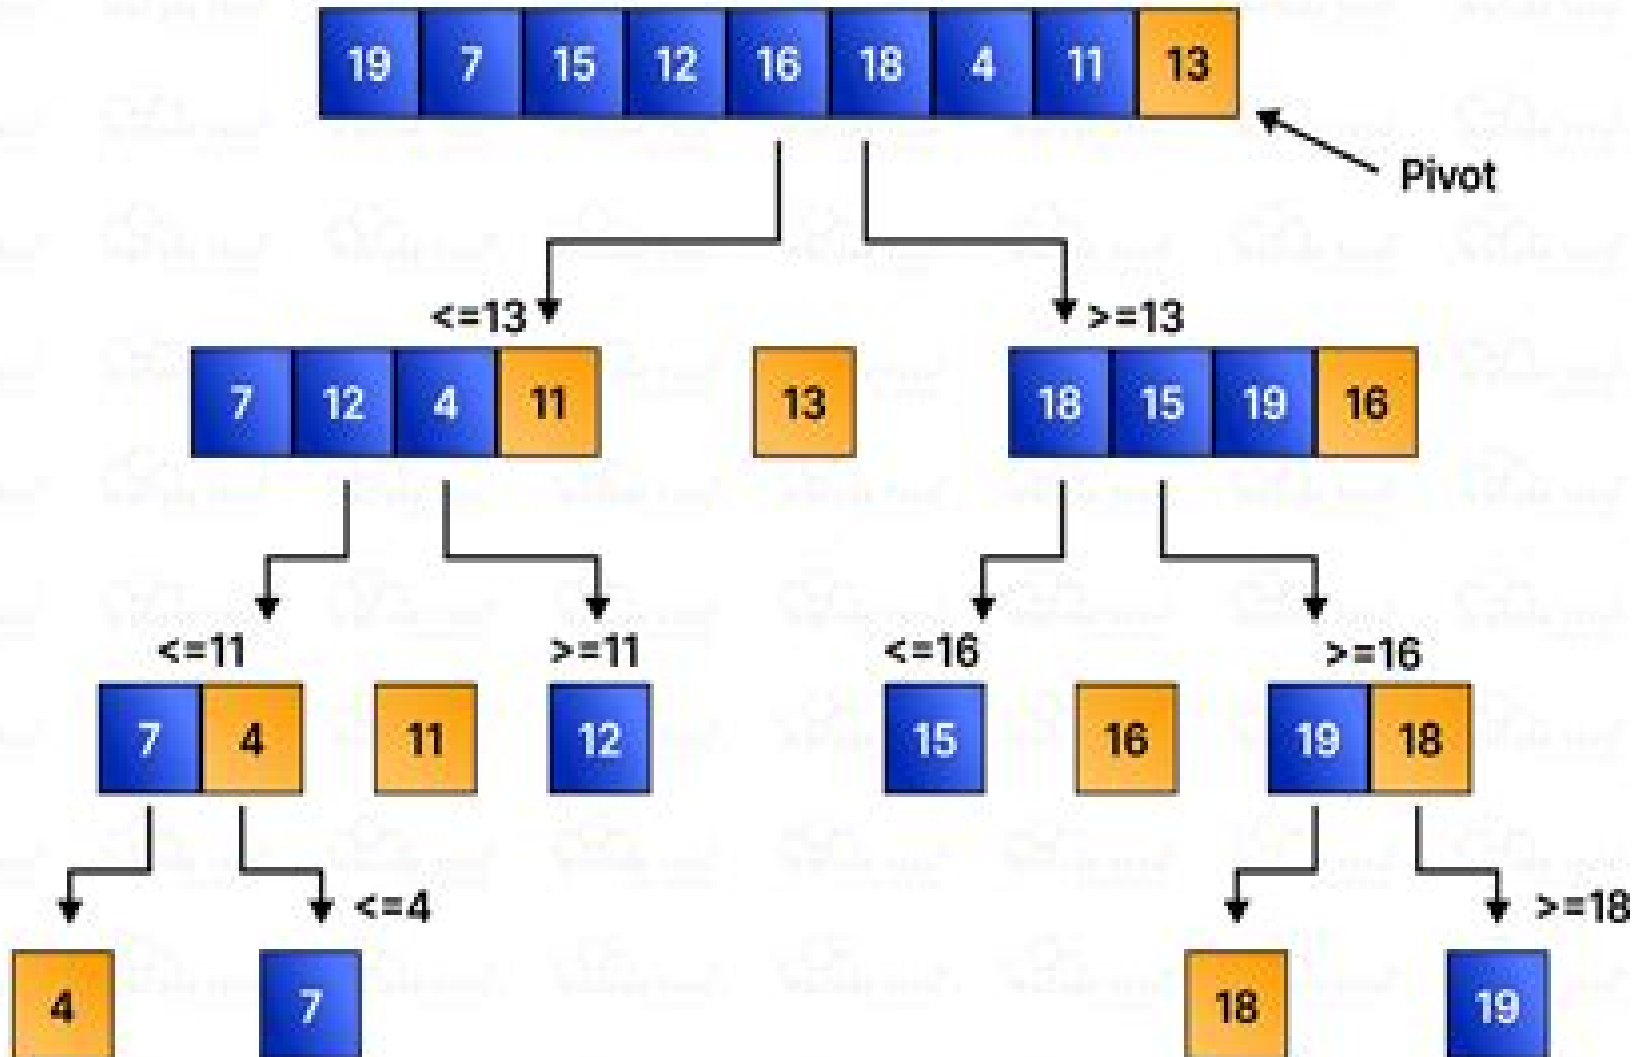 19 7 15 12 16 18 4 11 13
Pivot
<=13 >=13
7 12 4 11 13 18 15 19 16
<=11 >=11 <=16 >=16
7 4 11 12 15 16 19 18
<=4 >=18
4 7 18 19